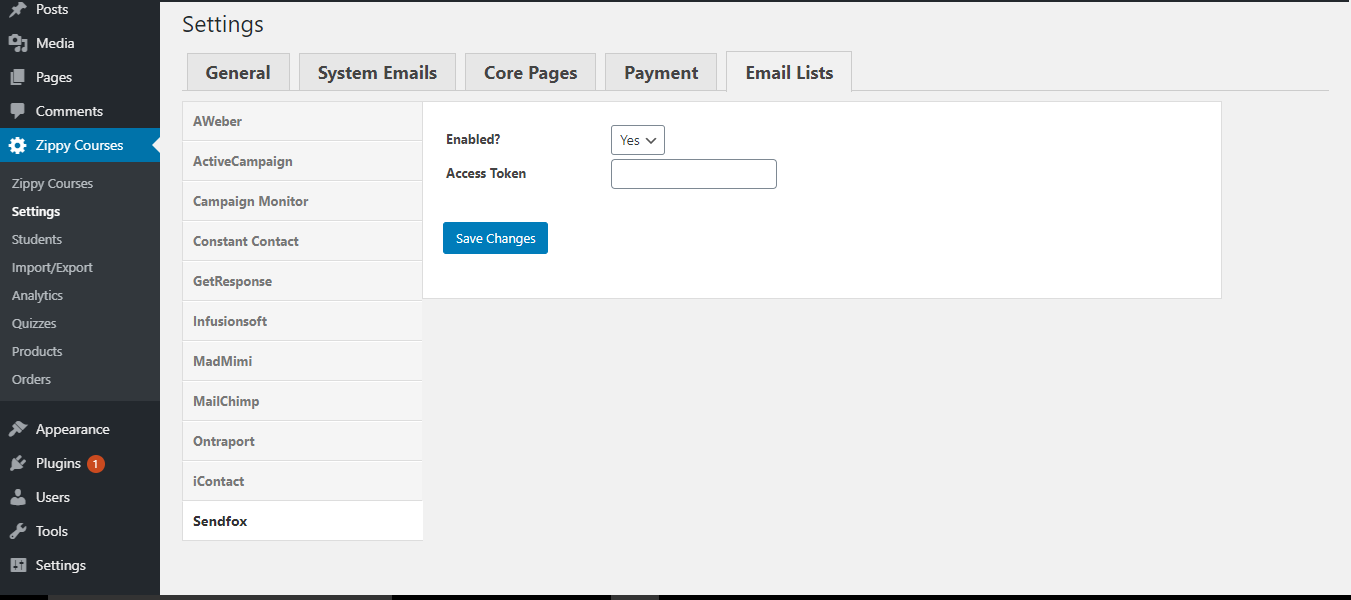 Posts
Media
Pages
Comments
Zippy Courses
Zippy Courses
Settings
Students
Import/Export
Analytics
Quizzes
Products
Orders
Appearance
Plugins 1
Users
Tools
Settings
Settings
General System Emails Core Pages Payment Email Lists
AWeber
ActiveCampaign
Campaign Monitor
Constant Contact
GetResponse
Infusionsoft
MadMimi
MailChimp
Ontraport
iContact
Sendfox
Enabled? Yes
Access Token
Save Changes